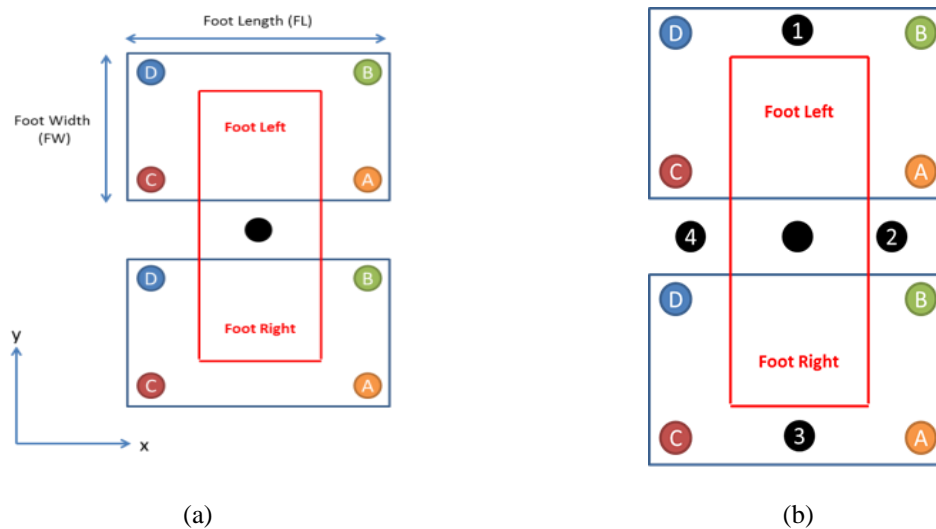 Foot Length (FL)
D
B
Foot Width
(FW)
Foot Left
C
A
D
B
Foot Right
C
A
y
x
(a)
D
1
B
Foot Left
C
A
4
2
D
B
Foot Right
C
3
A
(b)